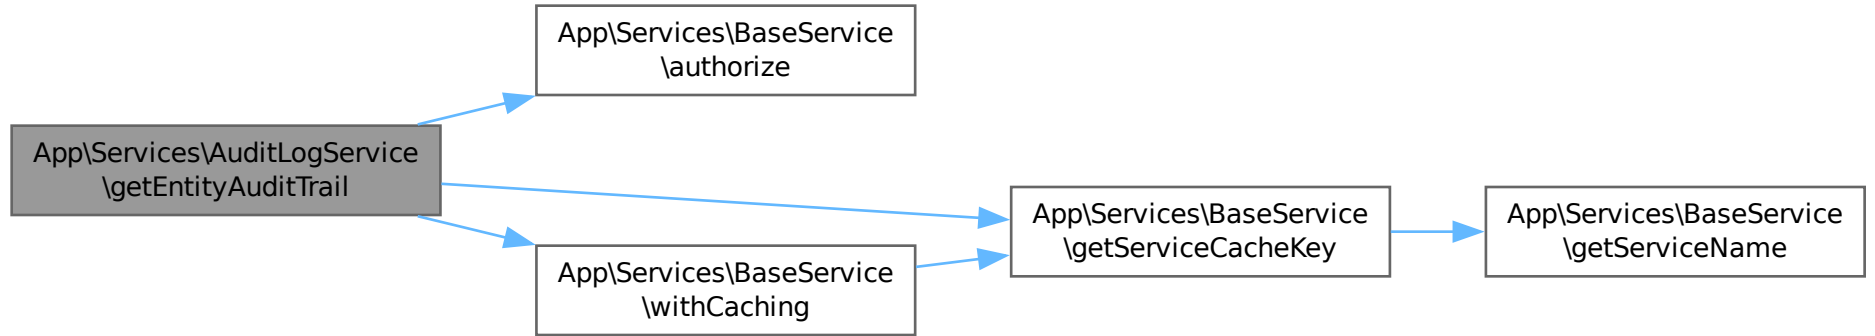 App\Services\BaseService
\authorize
App\Services\AuditLogService
\getEntityAuditTrail
App\Services\BaseService
\getServiceCacheKey
App\Services\BaseService
\getServiceName
App\Services\BaseService
\withCaching